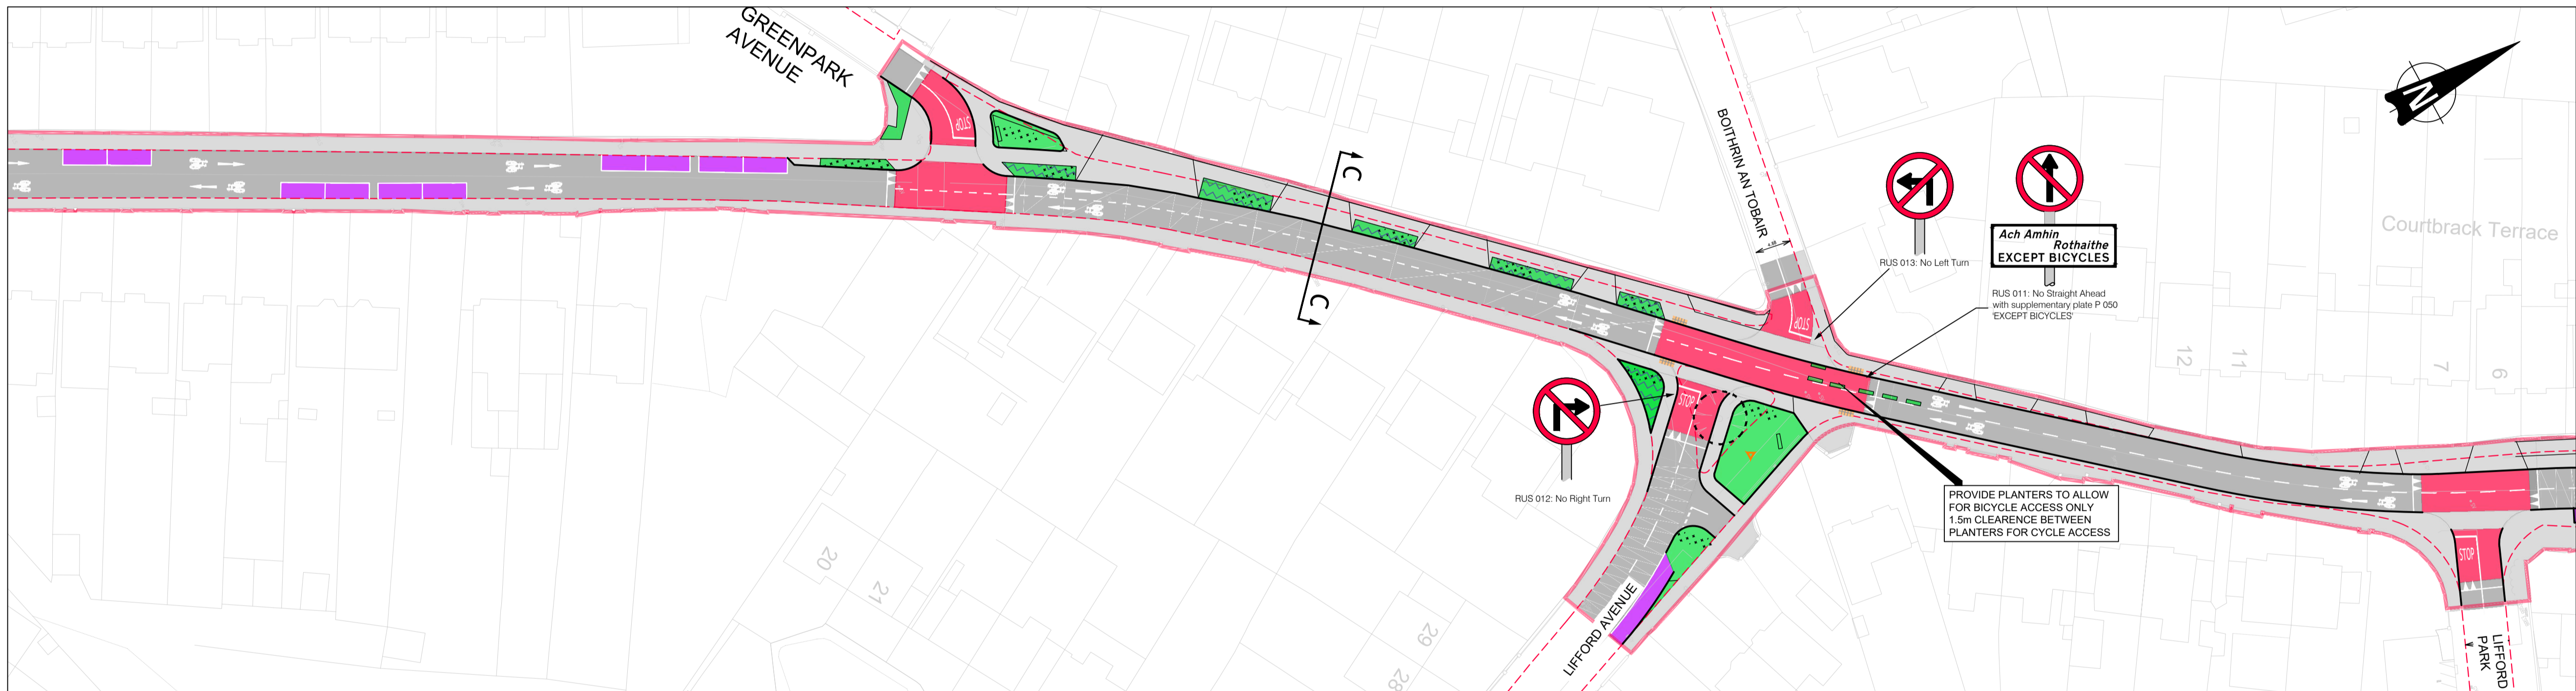 GREENPARK
AVENUE
STOP
C
C
BOITHRIN AN TOBAIR
4.88
STOP
RUS 013: No Left Turn
Ach Amhin
Rothaithe
EXCEPT BICYCLES
RUS 011: No Straight Ahead
with supplementary plate P 050
'EXCEPT BICYCLES'
N
Courtbrack Terrace
12
11
7
6
STOP
RUS 012: No Right Turn
PROVIDE PLANTERS TO ALLOW
FOR BICYCLE ACCESS ONLY
1.5m CLEARENCE BETWEEN
PLANTERS FOR CYCLE ACCESS
20
21
29
28
LIFFORD AVENUE
STOP
LIFFORD
PARK